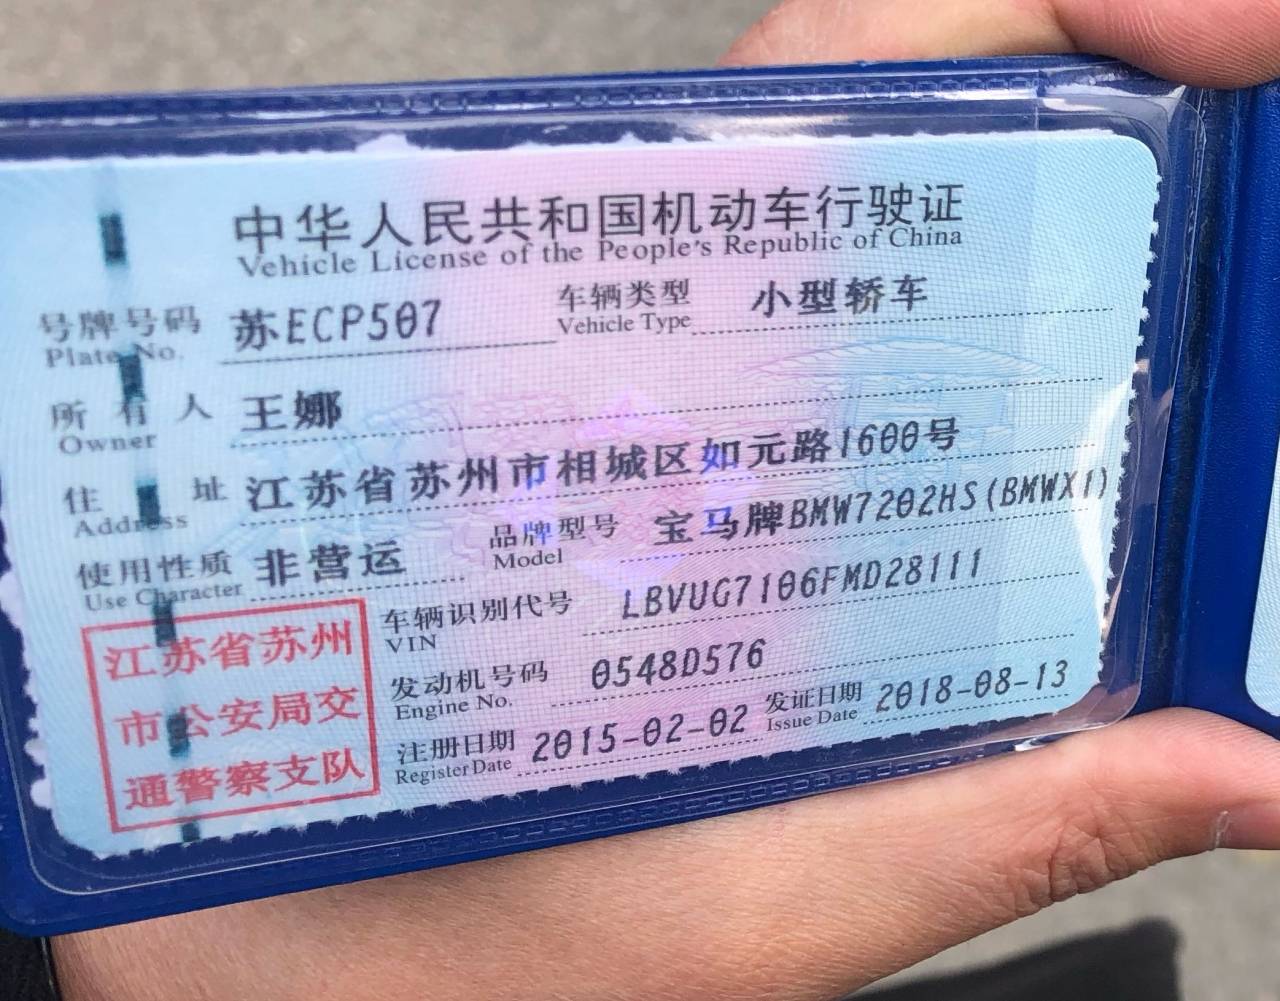 中华人民共和国机动车行驶证
Vehicle License of the People's Republic of China
号牌号码 苏ECP507 车辆类型 小型轿车
Plate No. Vehicle Type
所有人 王娜
Owner
住址 江苏省苏州市相城区如元路1600号
Address
使用性质 非营运 品牌型号 宝马牌BMW7202HS(BMWX1)
Use Character Model
车辆识别代号 LBVUG7106FMD28111
VIN
发动机号码 0548D576
Engine No.
注册日期 2015-02-02 发证日期 2018-08-13
Register Date Issue Date
江苏省苏州
市公安局交
通警察支队